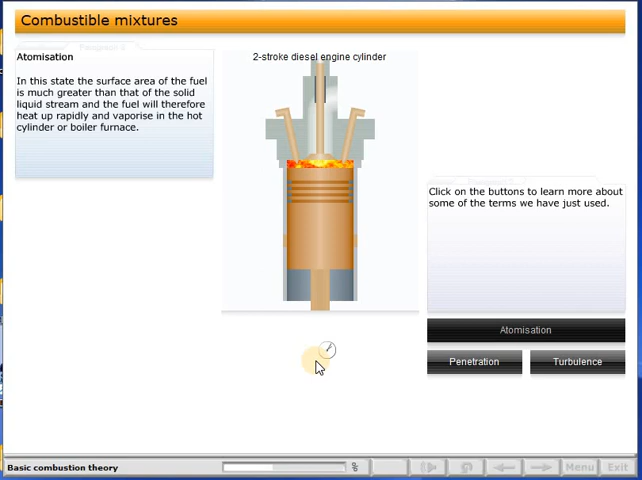 Combustible mixtures
Atomisation
In this state the surface area of the fuel
is much greater than that of the solid
liquid stream and the fuel will therefore
heat up rapidly and vaporise in the hot
cylinder or boiler furnace.
2-stroke diesel engine cylinder
Click on the buttons to learn more about
some of the terms we have just used.
Atomisation
Penetration
Turbulence
Basic combustion theory
Menu
Exit